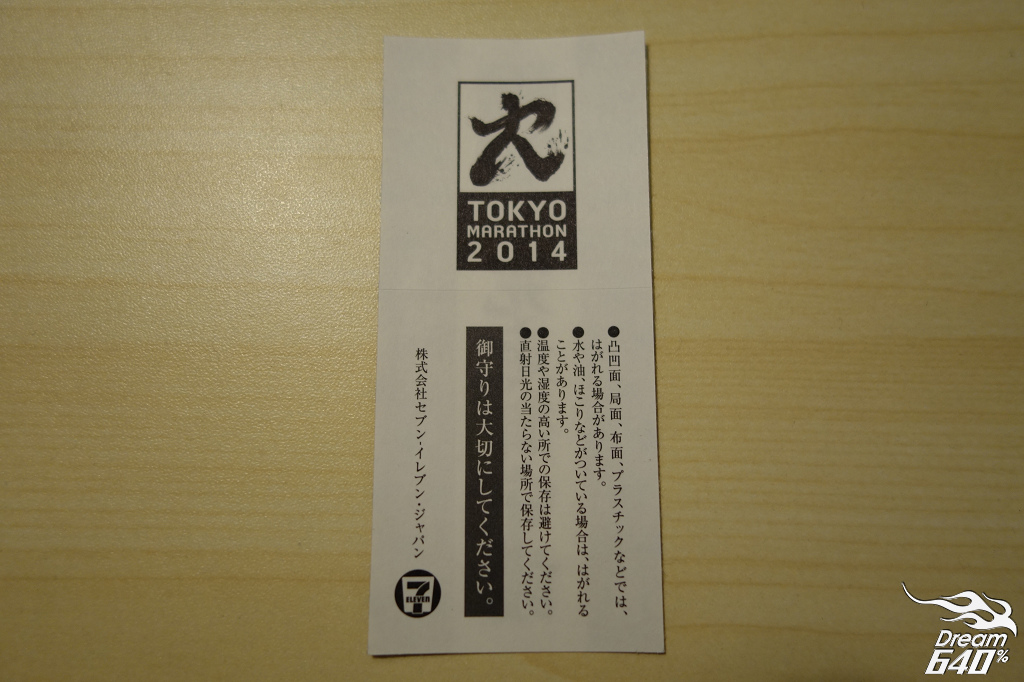 TOKYO
MARATHON
2014
●凸凹面、局面、布面、プラスチックなどでは、
はがれる場合があります。
●水や油、ほこりなどがついている場合は、はがれる
ことがあります。
●温度や湿度の高い所での保存は避けてください。
●直射日光の当たらない場所で保存してください。
御守りは大切にしてください。
株式会社セブン‐イレブン・ジャパン
7
ELEVEN
Dream
640%